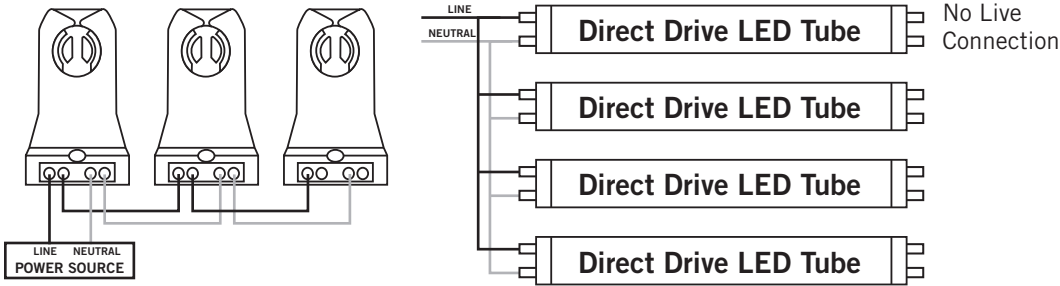 LINE NEUTRAL
POWER SOURCE
LINE
NEUTRAL
Direct Drive LED Tube
No Live
Connection
Direct Drive LED Tube
Direct Drive LED Tube
Direct Drive LED Tube